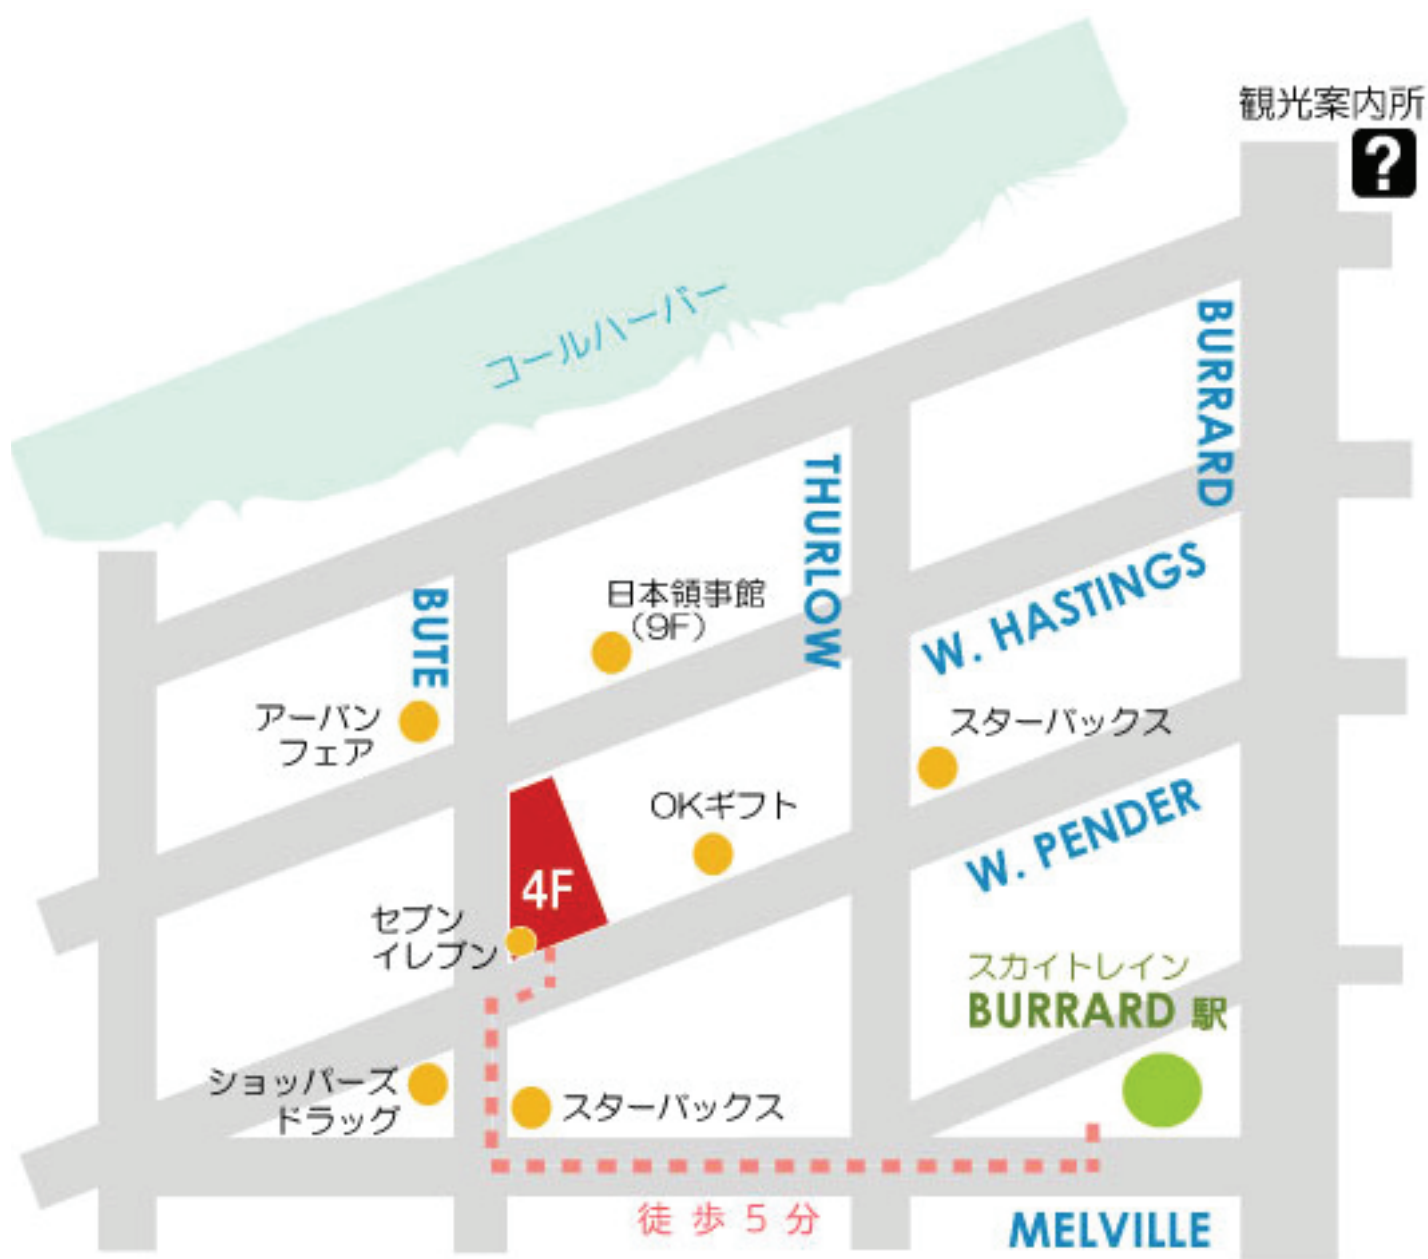 観光案内所
?
コールハーバー
BURRARD
THURLOW
W. HASTINGS
日本領事館
(9F)
BUTE
アーバン
フェア
スターバックス
OKギフト
W. PENDER
4F
セブン
イレブン
スカイトレイン
BURRARD 駅
ショッパーズ
ドラッグ
スターバックス
徒歩5分
MELVILLE